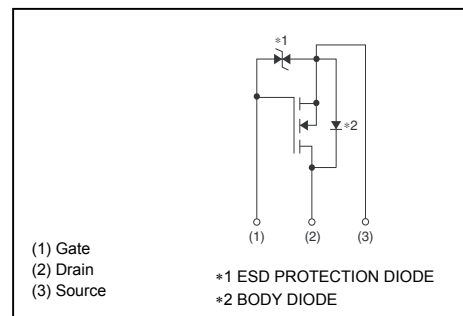 ∗1
∗2
(1) (2) (3)
(1) Gate
(2) Drain
(3) Source
∗1 ESD PROTECTION DIODE
∗2 BODY DIODE